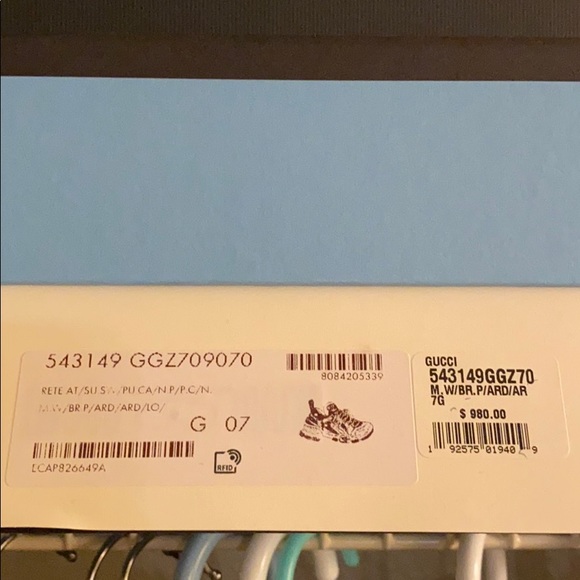 543149 GGZ709070
8084205339
RETE AT/SU.S∵/PU.CA/N.P/P.C/N.
M.W/BR.P/ARD/ARD/LO/
G 07
ECAP826649A
RFID
GUCCI
543149GGZ70
M.W/BR.P/ARD/AR
7G
$ 980.00
1 92575 01940 9